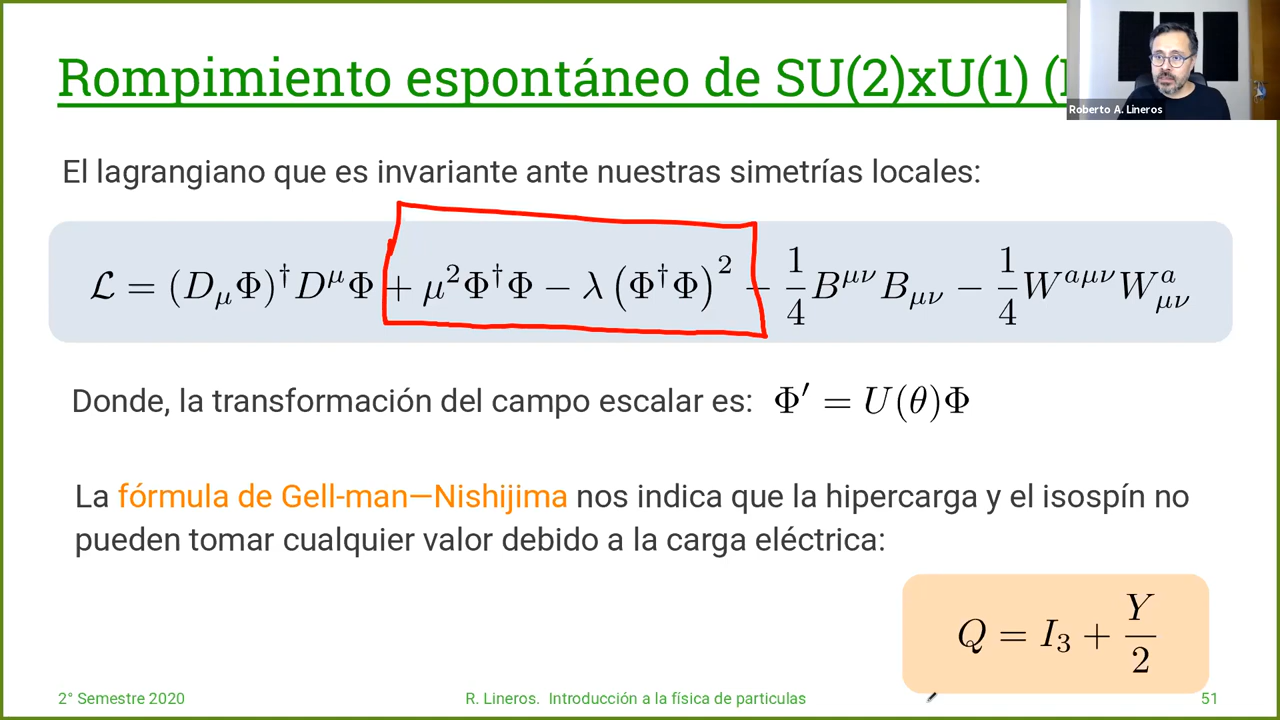 Rompimiento espontáneo de SU(2)xU(1) (
Roberto A. Lineros
El lagrangiano que es invariante ante nuestras simetrías locales:
ℒ = (D_μΦ)†D^μΦ + μ²Φ†Φ − λ(Φ†Φ)² − 1/4 B^{μν}B_{μν} − 1/4 W^{aμν}W^a_{μν}
Donde, la transformación del campo escalar es: Φ′ = U(θ)Φ
La fórmula de Gell-man—Nishijima nos indica que la hipercarga y el isospín no
pueden tomar cualquier valor debido a la carga eléctrica:
Q = I₃ + Y/2
2° Semestre 2020
R. Lineros. Introducción a la física de particulas
51